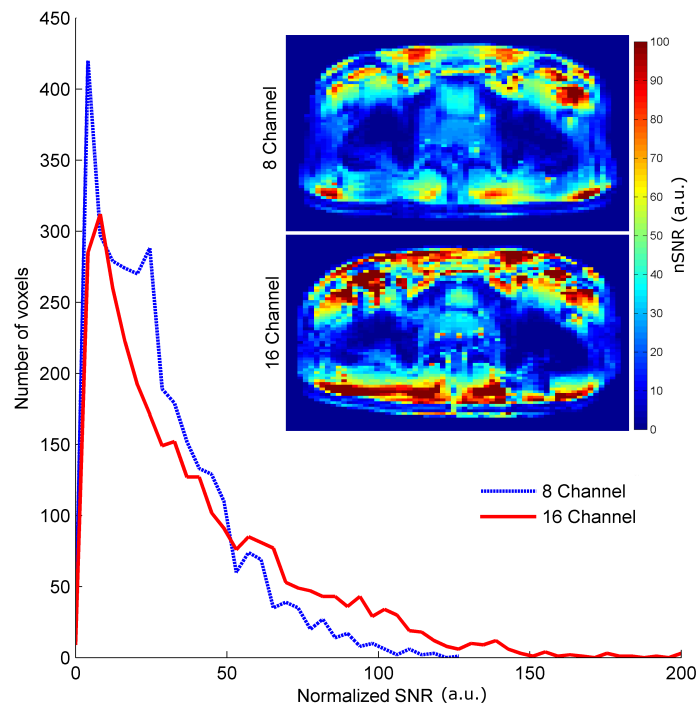 450
400
350
300
250
200
150
100
50
0
Number of voxels
0 50 100 150 200
Normalized SNR (a.u.)
8 Channel
16 Channel
100
90
80
70
60
50
40
30
20
10
0
nSNR (a.u.)
8 Channel
16 Channel